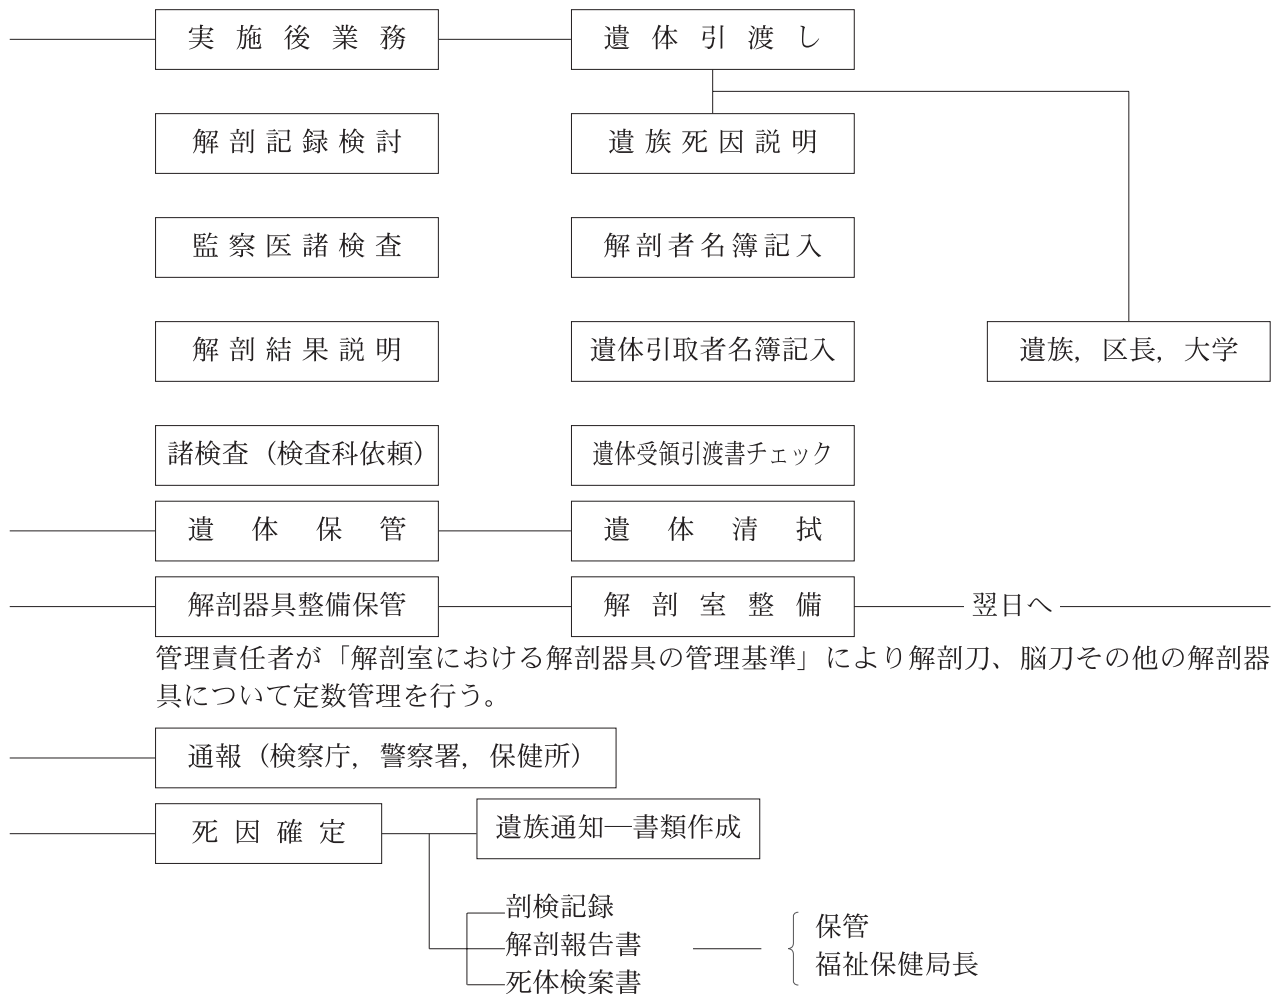 実施後業務
遺体引渡し
解剖記録検討
遺族死因説明
監察医諸検査
解剖者名簿記入
解剖結果説明
遺体引取者名簿記入
遺族，区長，大学
諸検査（検査科依頼）
遺体受領引渡書チェック
遺体保管
遺体清拭
解剖器具整備保管
解剖室整備
翌日へ
管理責任者が「解剖室における解剖器具の管理基準」により解剖刀、脳刀その他の解剖器
具について定数管理を行う。
通報（検察庁，警察署，保健所）
死因確定
遺族通知―書類作成
剖検記録
解剖報告書
死体検案書
保管
福祉保健局長